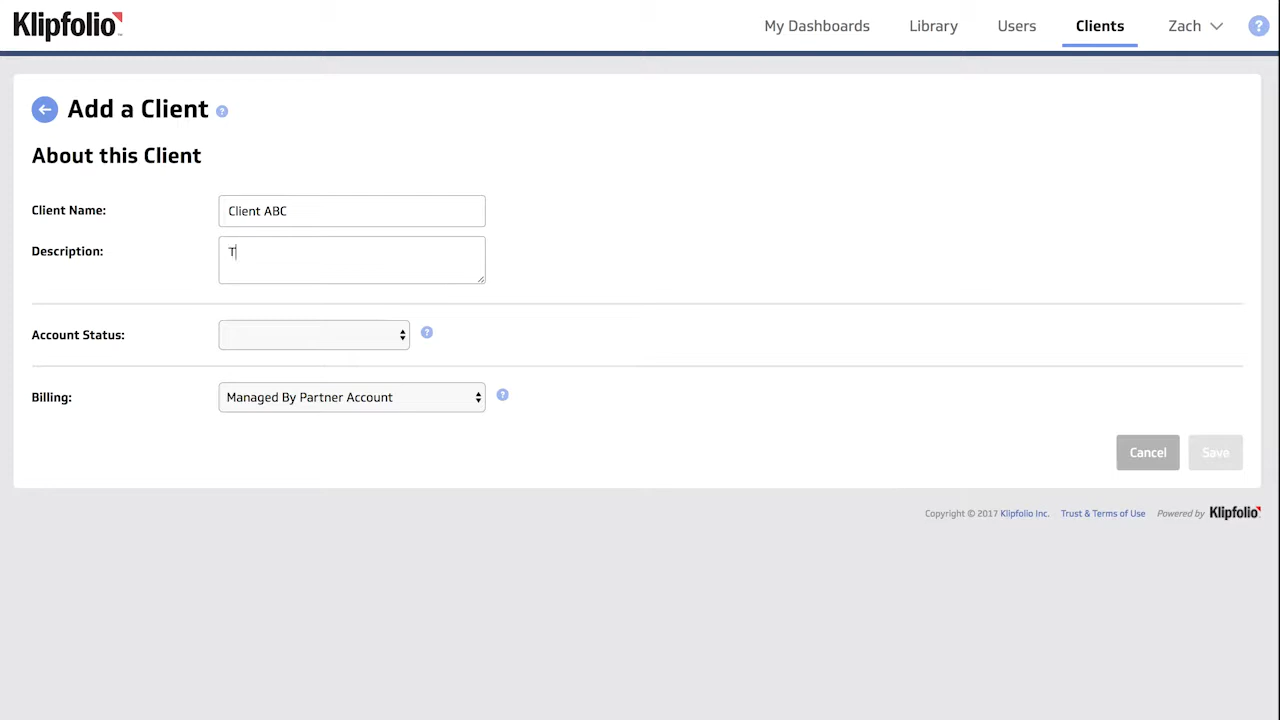 Klipfolio
My Dashboards Library Users Clients Zach ?
Add a Client ?
About this Client
Client Name: Client ABC
Description: T
Account Status: ?
Billing: Managed By Partner Account ?
Cancel Save
Copyright © 2017 Klipfolio Inc. Trust & Terms of Use Powered by Klipfolio